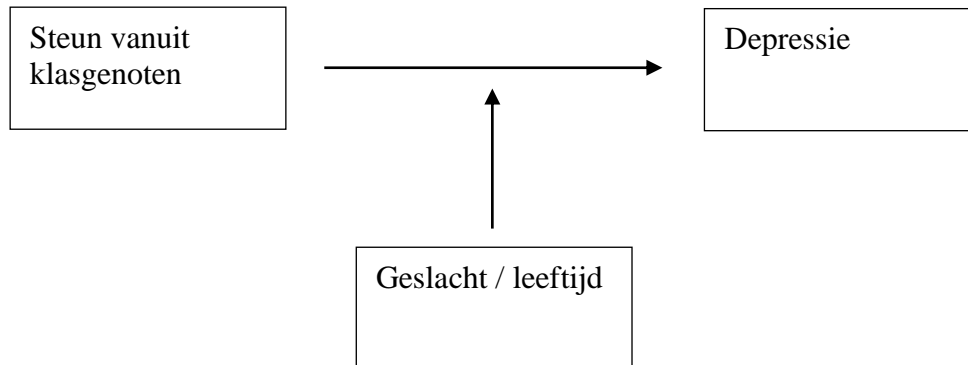 Steun vanuit
klasgenoten
Depressie
Geslacht / leeftijd